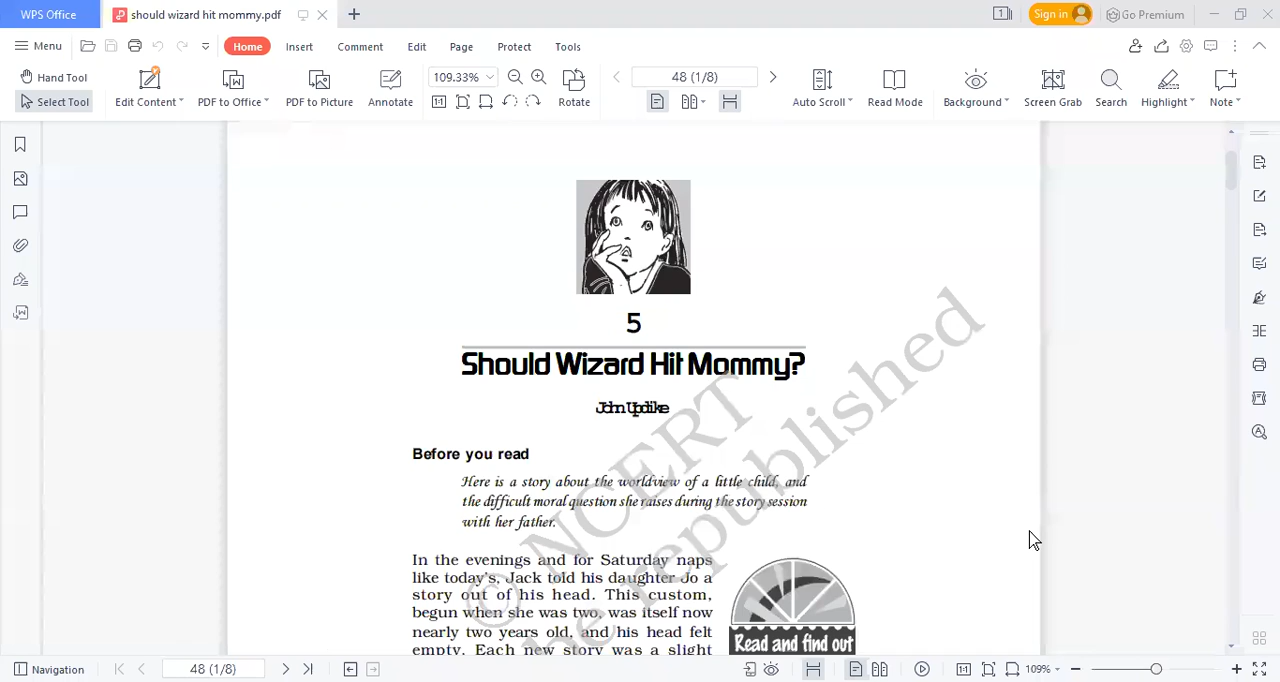 WPS Office
should wizard hit mommy.pdf
1
Sign in
Go Premium
Menu
Home
Insert
Comment
Edit
Page
Protect
Tools
Hand Tool
Select Tool
Edit Content
PDF to Office
PDF to Picture
Annotate
109.33%
Rotate
48 (1/8)
Auto Scroll
Read Mode
Background
Screen Grab
Search
Highlight
Note
5
Should Wizard Hit Mommy?
John Updike
Before you read
Here is a story about the worldview of a little child, and
the difficult moral question she raises during the story session
with her father.
In the evenings and for Saturday naps
like today's, Jack told his daughter Jo a
story out of his head. This custom,
begun when she was two, was itself now
nearly two years old, and his head felt
empty. Each new story was a slight
Read and find out
© NCERT
be republished
Navigation
48 (1/8)
109%